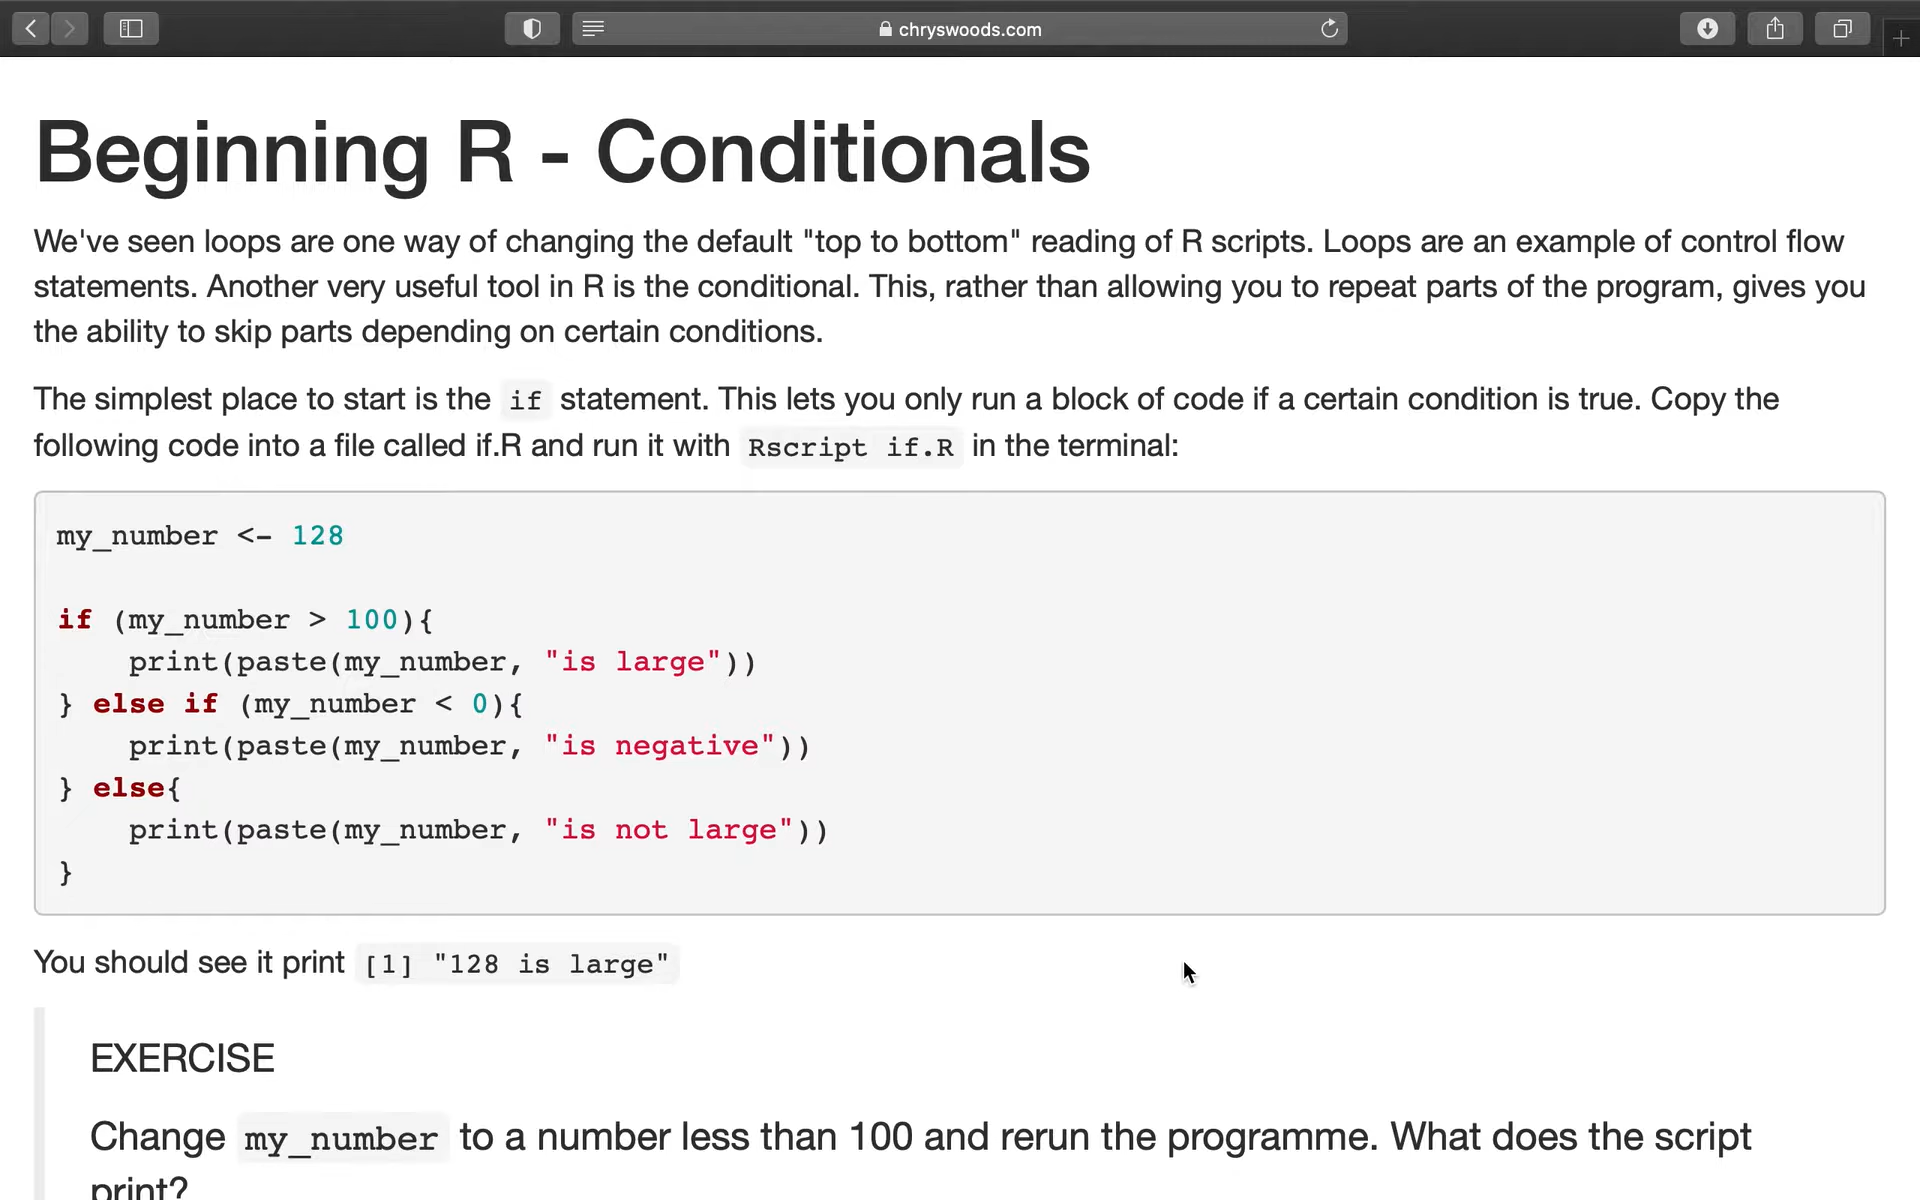 chryswoods.com
Beginning R - Conditionals
We've seen loops are one way of changing the default "top to bottom" reading of R scripts. Loops are an example of control flow
statements. Another very useful tool in R is the conditional. This, rather than allowing you to repeat parts of the program, gives you
the ability to skip parts depending on certain conditions.
The simplest place to start is the if statement. This lets you only run a block of code if a certain condition is true. Copy the
following code into a file called if.R and run it with Rscript if.R in the terminal:
my_number <- 128
if (my_number > 100){
    print(paste(my_number, "is large"))
} else if (my_number < 0){
    print(paste(my_number, "is negative"))
} else{
    print(paste(my_number, "is not large"))
}
You should see it print [1] "128 is large"
EXERCISE
Change my_number to a number less than 100 and rerun the programme. What does the script
print?